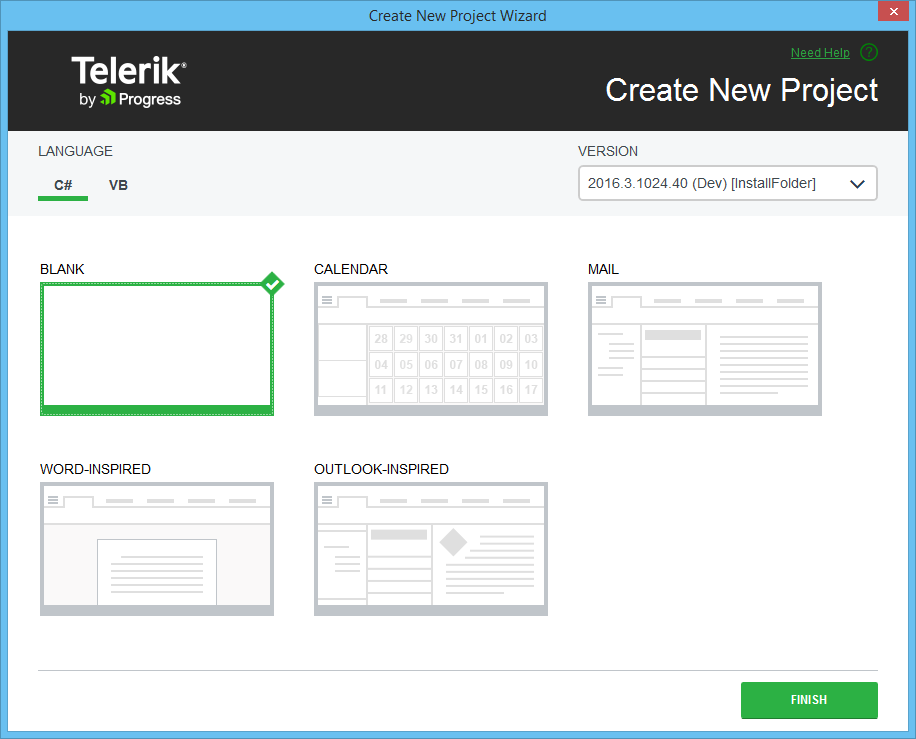 Create New Project Wizard
Need Help ?
Telerik®
by Progress
Create New Project
LANGUAGE
VERSION
C# VB
2016.3.1024.40 (Dev) [InstallFolder]
BLANK
CALENDAR
MAIL
28 29 30 31 01 02 03
04 05 06 07 08 09 10
11 12 13 14 15 16 17
WORD-INSPIRED
OUTLOOK-INSPIRED
FINISH